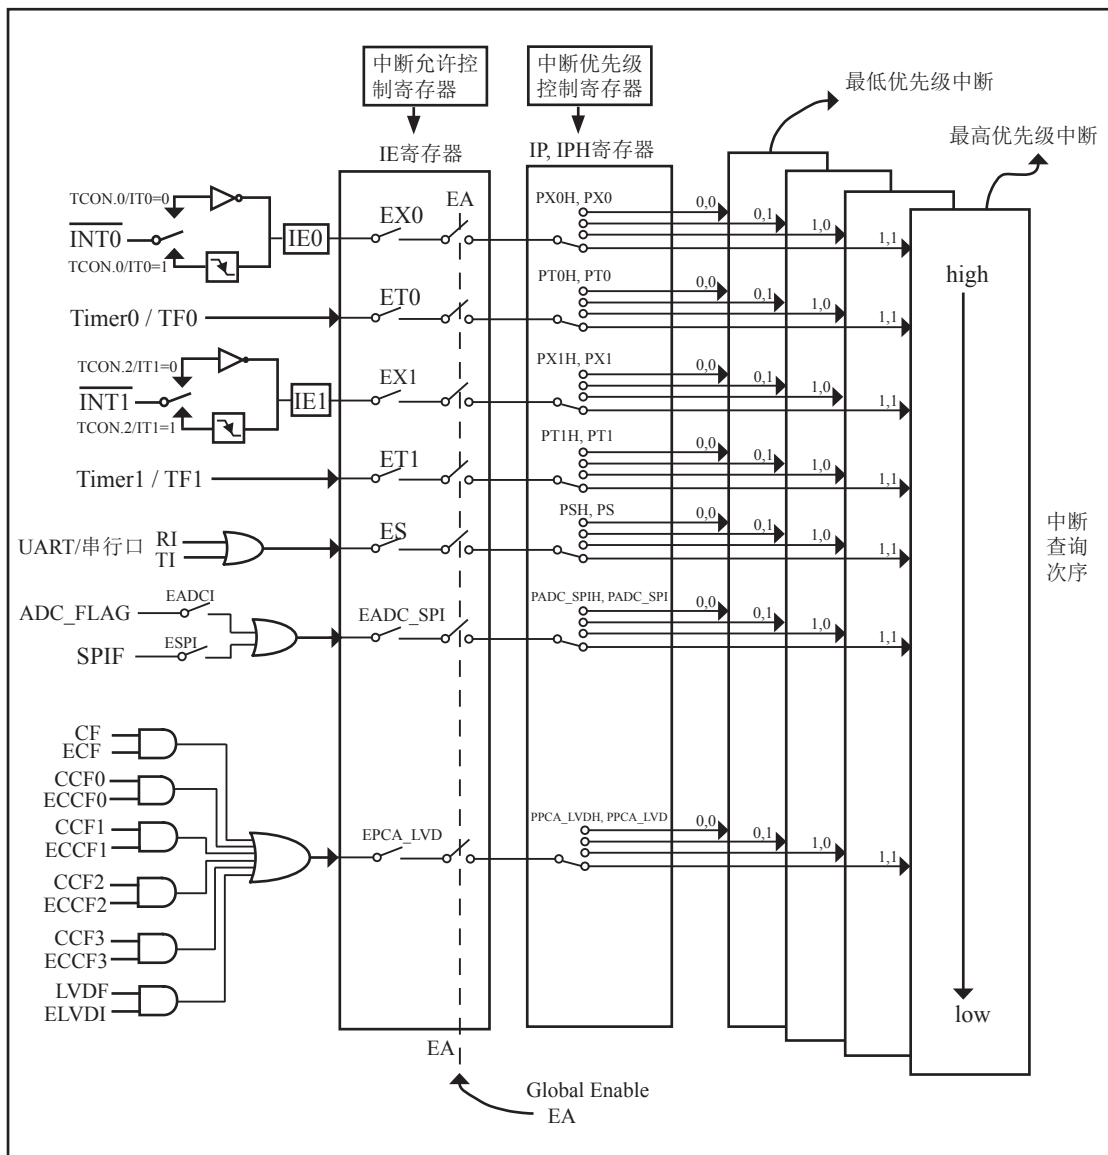 中断允许控
制寄存器
中断优先级
控制寄存器
最低优先级中断
最高优先级中断
IE寄存器
IP, IPH寄存器
TCON.0/IT0=0
INT0
TCON.0/IT0=1
IE0
EX0
EA
PX0H, PX0
0,0
0,1
1,0
1,1
high
Timer0 / TF0
ET0
PT0H, PT0
0,0
0,1
1,0
1,1
TCON.2/IT1=0
INT1
TCON.2/IT1=1
IE1
EX1
PX1H, PX1
0,0
0,1
1,0
1,1
Timer1 / TF1
ET1
PT1H, PT1
0,0
0,1
1,0
1,1
UART/串行口
RI
TI
ES
PSH, PS
0,0
0,1
1,0
1,1
中断
查询
次序
ADC_FLAG
EADCI
SPIF
ESPI
EADC_SPI
PADC_SPIH, PADC_SPI
0,0
0,1
1,0
1,1
CF
ECF
CCF0
ECCF0
CCF1
ECCF1
CCF2
ECCF2
CCF3
ECCF3
LVDF
ELVDI
EPCA_LVD
PPCA_LVDH, PPCA_LVD
0,0
0,1
1,0
1,1
low
EA
Global Enable
EA